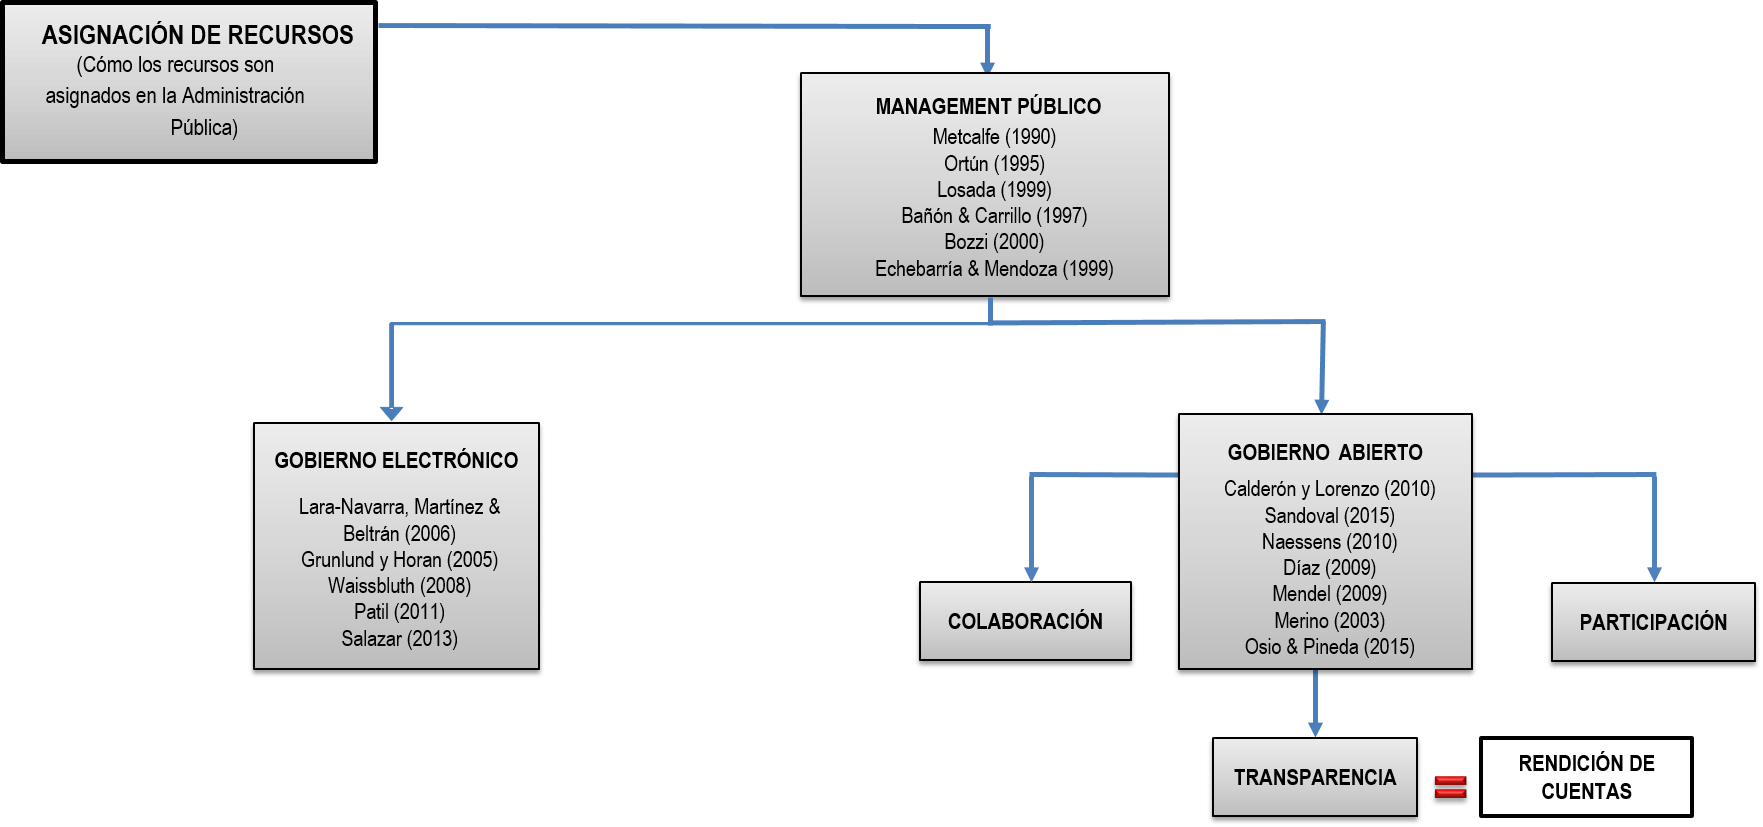 ASIGNACIÓN DE RECURSOS
(Cómo los recursos son
asignados en la Administración
Pública)
MANAGEMENT PÚBLICO
Metcalfe (1990)
Ortún (1995)
Losada (1999)
Bañón & Carrillo (1997)
Bozzi (2000)
Echebarría & Mendoza (1999)
GOBIERNO ELECTRÓNICO
Lara-Navarra, Martínez &
Beltrán (2006)
Grunlund y Horan (2005)
Waissbluth (2008)
Patil (2011)
Salazar (2013)
GOBIERNO ABIERTO
Calderón y Lorenzo (2010)
Sandoval (2015)
Naessens (2010)
Díaz (2009)
Mendel (2009)
Merino (2003)
Osio & Pineda (2015)
COLABORACIÓN
PARTICIPACIÓN
TRANSPARENCIA
=
RENDICIÓN DE
CUENTAS